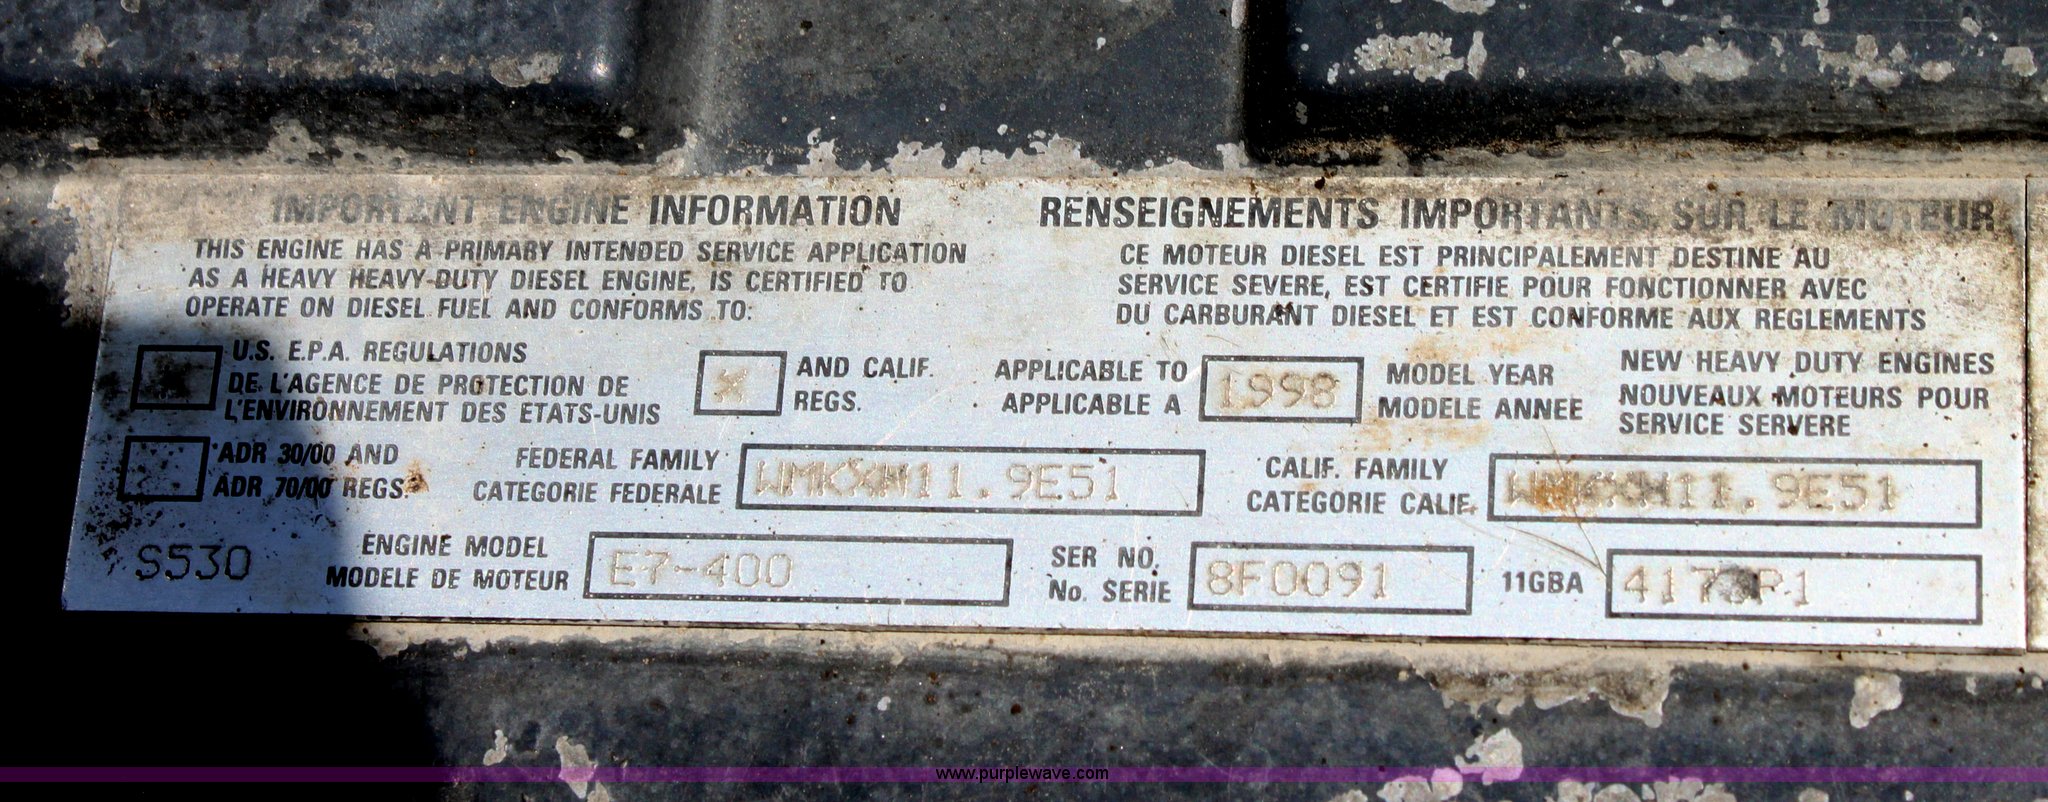 IMPORTANT ENGINE INFORMATION
THIS ENGINE HAS A PRIMARY INTENDED SERVICE APPLICATION
AS A HEAVY HEAVY-DUTY DIESEL ENGINE, IS CERTIFIED TO
OPERATE ON DIESEL FUEL AND CONFORMS TO:
RENSEIGNEMENTS IMPORTANTS SUR LE MOTEUR
CE MOTEUR DIESEL EST PRINCIPALEMENT DESTINE AU
SERVICE SEVERE, EST CERTIFIE POUR FONCTIONNER AVEC
DU CARBURANT DIESEL ET EST CONFORME AUX REGLEMENTS
X
U.S. E.P.A. REGULATIONS
DE L'AGENCE DE PROTECTION DE
L'ENVIRONNEMENT DES ETATS-UNIS
X
AND CALIF.
REGS.
APPLICABLE TO
APPLICABLE A
1998
MODEL YEAR
MODELE ANNEE
NEW HEAVY DUTY ENGINES
NOUVEAUX MOTEURS POUR
SERVICE SERVERE
ADR 30/00 AND
ADR 70/00 REGS.
FEDERAL FAMILY
CATEGORIE FEDERALE
WMKXH11.9E51
CALIF. FAMILY
CATEGORIE CALIF.
WMKXH11.9E51
S530
ENGINE MODEL
MODELE DE MOTEUR
E7-400
SER NO.
No. SERIE
8F0091
11GBA
www.purplewave.com